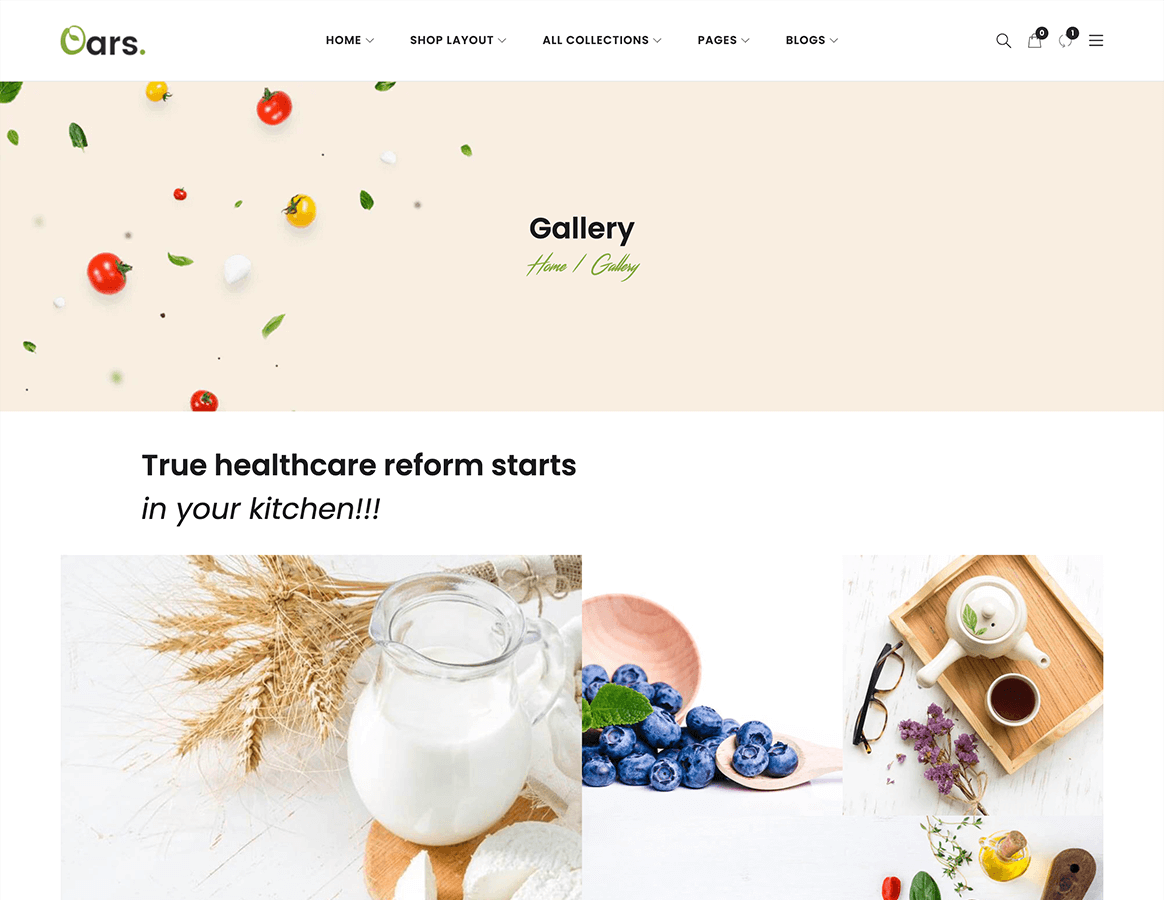 Oars.
HOME SHOP LAYOUT ALL COLLECTIONS PAGES BLOGS
0 1
Gallery
Home / Gallery
True healthcare reform starts
in your kitchen!!!